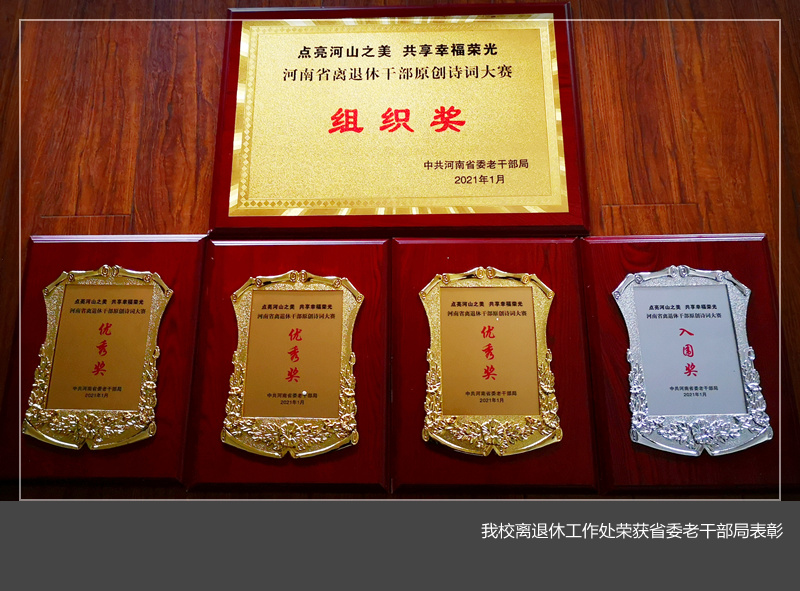 点亮河山之美 共享幸福荣光
河南省离退休干部原创诗词大赛
组织奖
中共河南省委老干部局
2021年1月
点亮河山之美 共享幸福荣光
河南省离退休干部原创诗词大赛
优秀奖
中共河南省委老干部局
2021年1月
点亮河山之美 共享幸福荣光
河南省离退休干部原创诗词大赛
优秀奖
中共河南省委老干部局
2021年1月
点亮河山之美 共享幸福荣光
河南省离退休干部原创诗词大赛
优秀奖
中共河南省委老干部局
2021年1月
点亮河山之美 共享幸福荣光
河南省离退休干部原创诗词大赛
入围奖
中共河南省委老干部局
2021年1月
我校离退休工作处荣获省委老干部局表彰